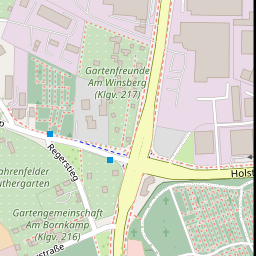 Gartenfreunde
Am Winsberg
(Klgv. 217)
Regerstieg
Holst
ahrenfelder
uthergarten
Gartengemeinschaft
Am Bornkamp
(Klgv. 216)
straße